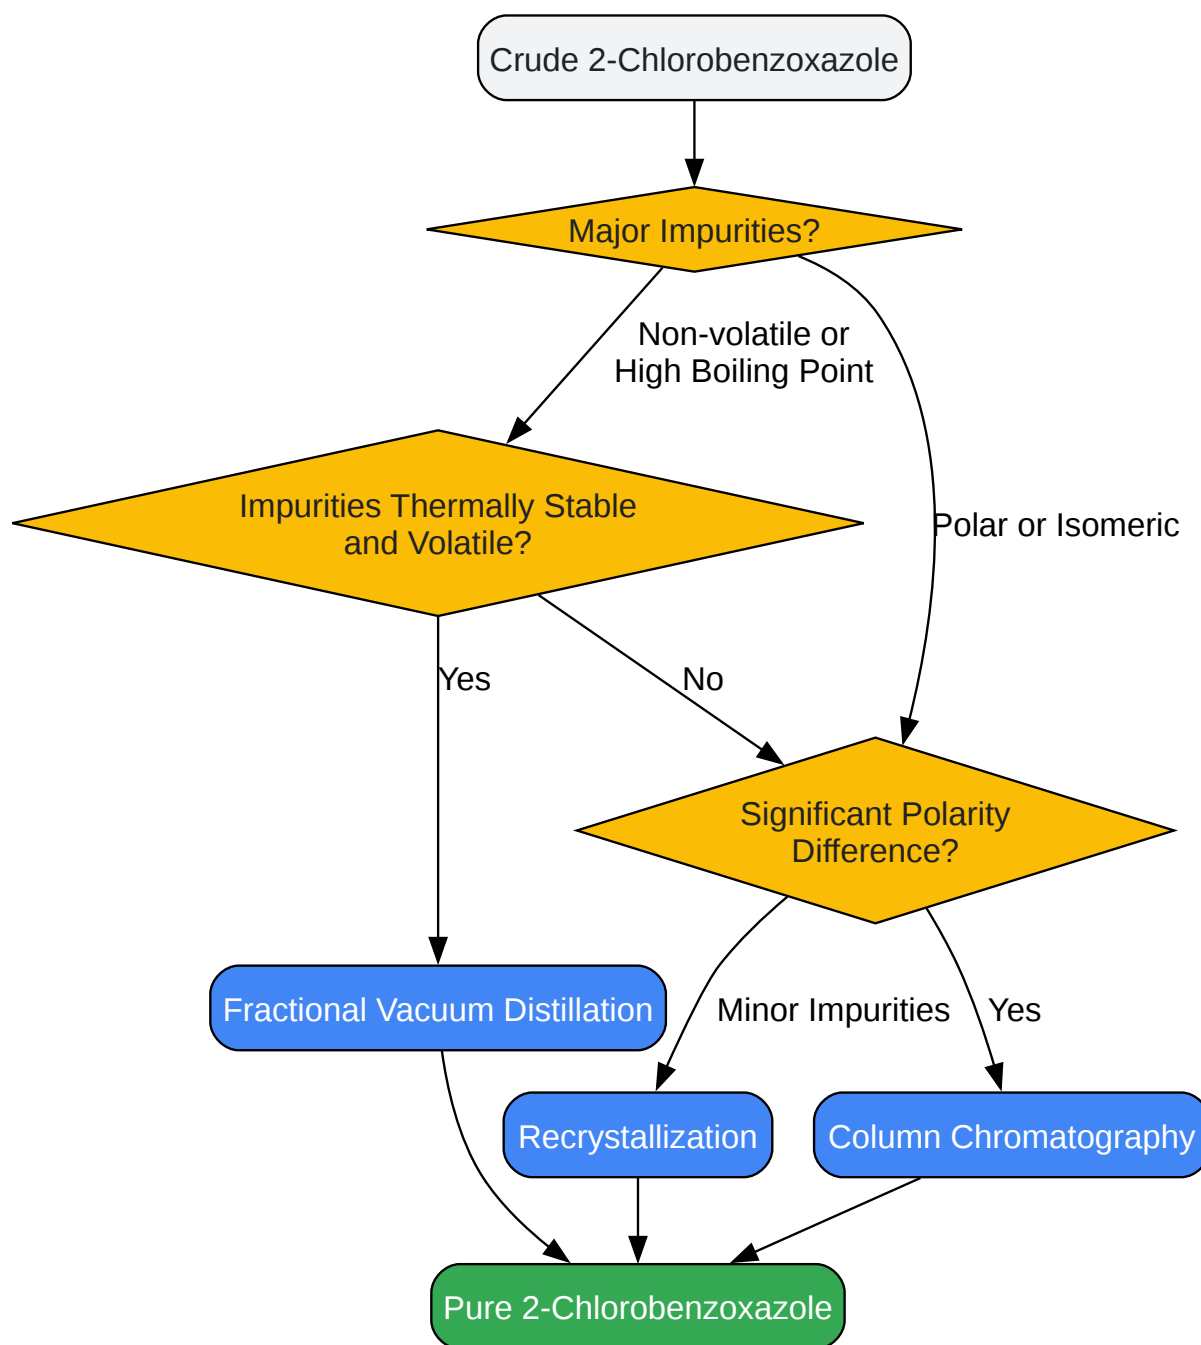 Crude 2-Chlorobenzoxazole
Major Impurities?
Non-volatile or
High Boiling Point
Impurities Thermally Stable
and Volatile?
Polar or Isomeric
Yes
No
Significant Polarity
Difference?
Fractional Vacuum Distillation
Minor Impurities
Yes
Recrystallization
Column Chromatography
Pure 2-Chlorobenzoxazole